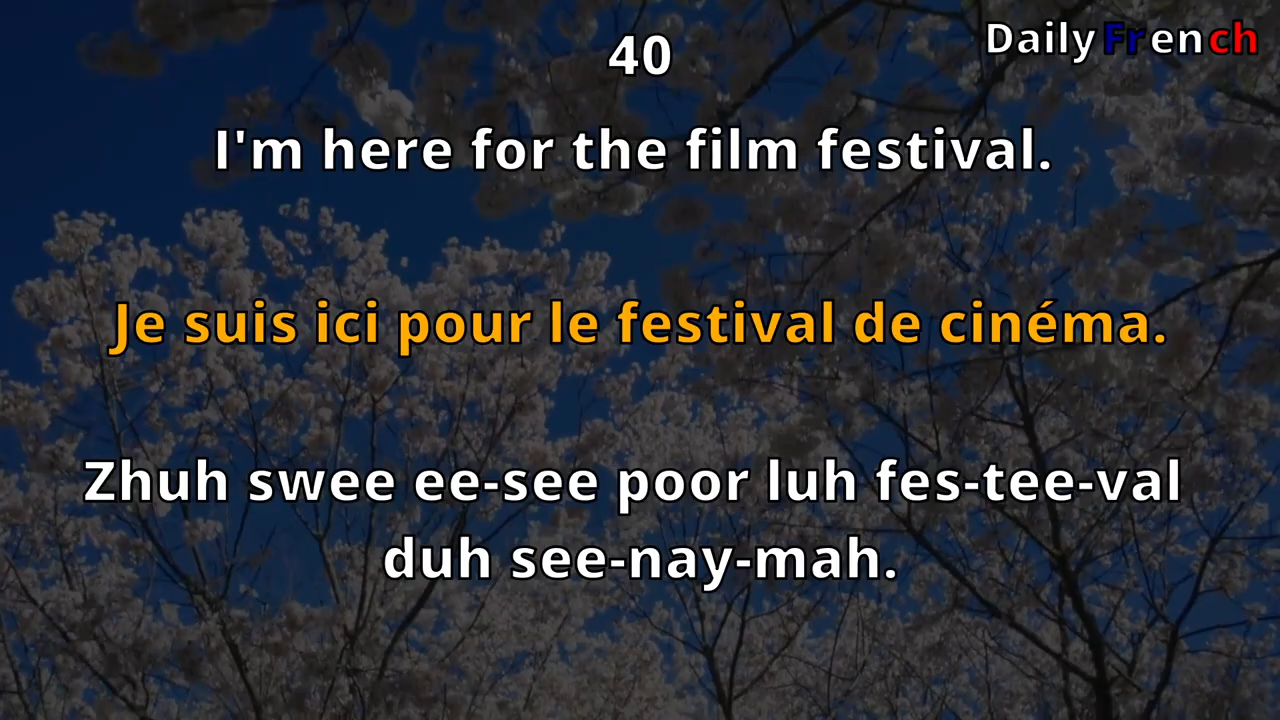 40
Daily French
I'm here for the film festival.
Je suis ici pour le festival de cinéma.
Zhuh swee ee-see poor luh fes-tee-val
duh see-nay-mah.